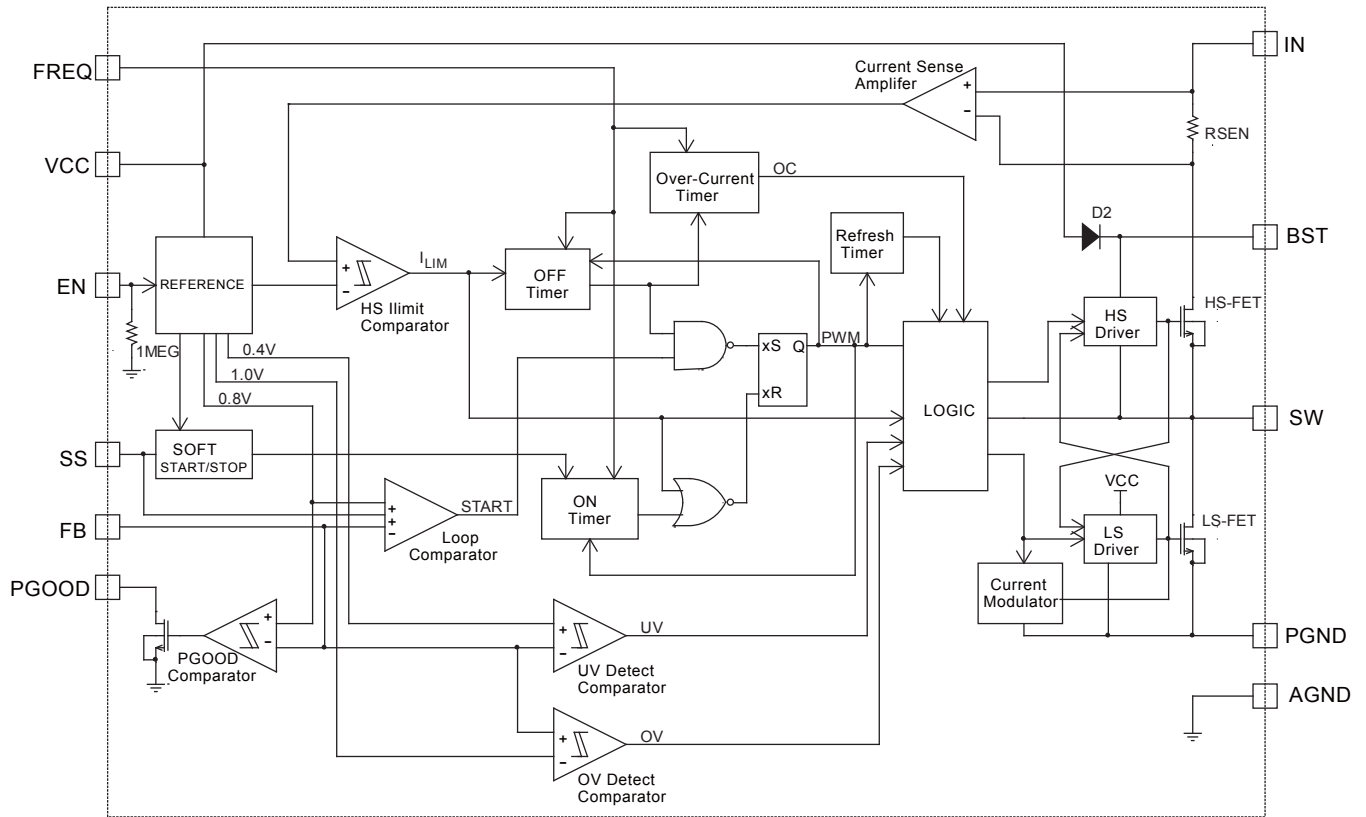 IN
FREQ
Current Sense
Amplifer
+
-
RSEN
VCC
Over-Current
Timer
OC
D2
BST
Refresh
Timer
EN
REFERENCE
+
-
ILIM
HS Ilimit
Comparator
OFF
Timer
HS
Driver
HS-FET
1MEG
0.4V
1.0V
0.8V
xS
Q
xR
PWM
LOGIC
SW
SS
SOFT
START/STOP
VCC
FB
+
+
-
START
Loop
Comparator
ON
Timer
LS
Driver
LS-FET
PGOOD
Current
Modulator
+
-
PGOOD
Comparator
+
-
UV
UV Detect
Comparator
PGND
AGND
+
-
OV
OV Detect
Comparator